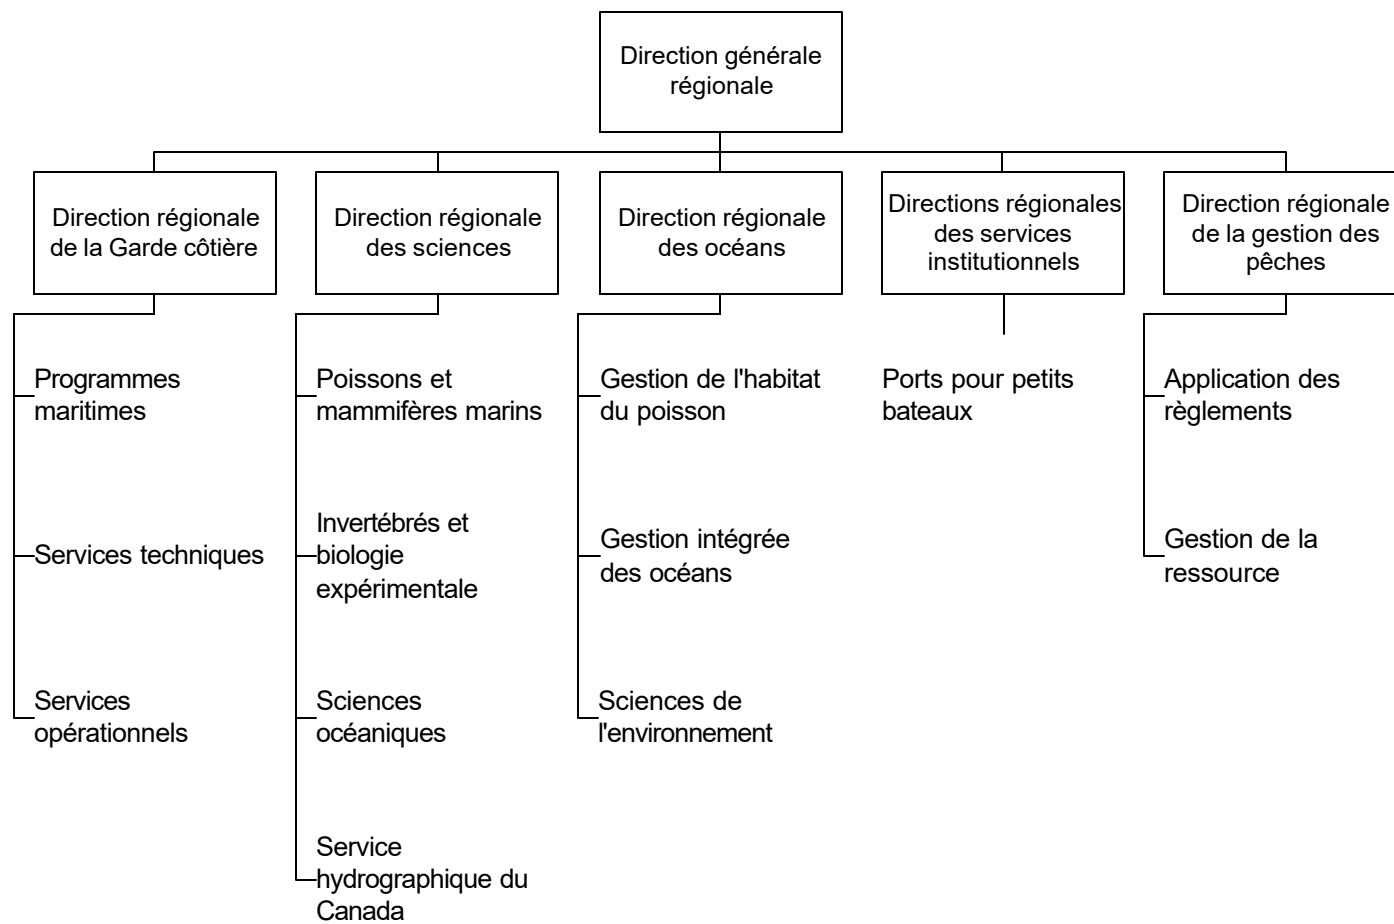 Direction générale
régionale
Direction régionale
de la Garde côtière
Direction régionale
des sciences
Direction régionale
des océans
Directions régionales
des services
institutionnels
Direction régionale
de la gestion des
pêches
Programmes
maritimes
Services techniques
Services
opérationnels
Poissons et
mammifères marins
Invertébrés et
biologie
expérimentale
Sciences
océaniques
Service
hydrographique du
Canada
Gestion de l'habitat
du poisson
Gestion intégrée
des océans
Sciences de
l'environnement
Ports pour petits
bateaux
Application des
règlements
Gestion de la
ressource